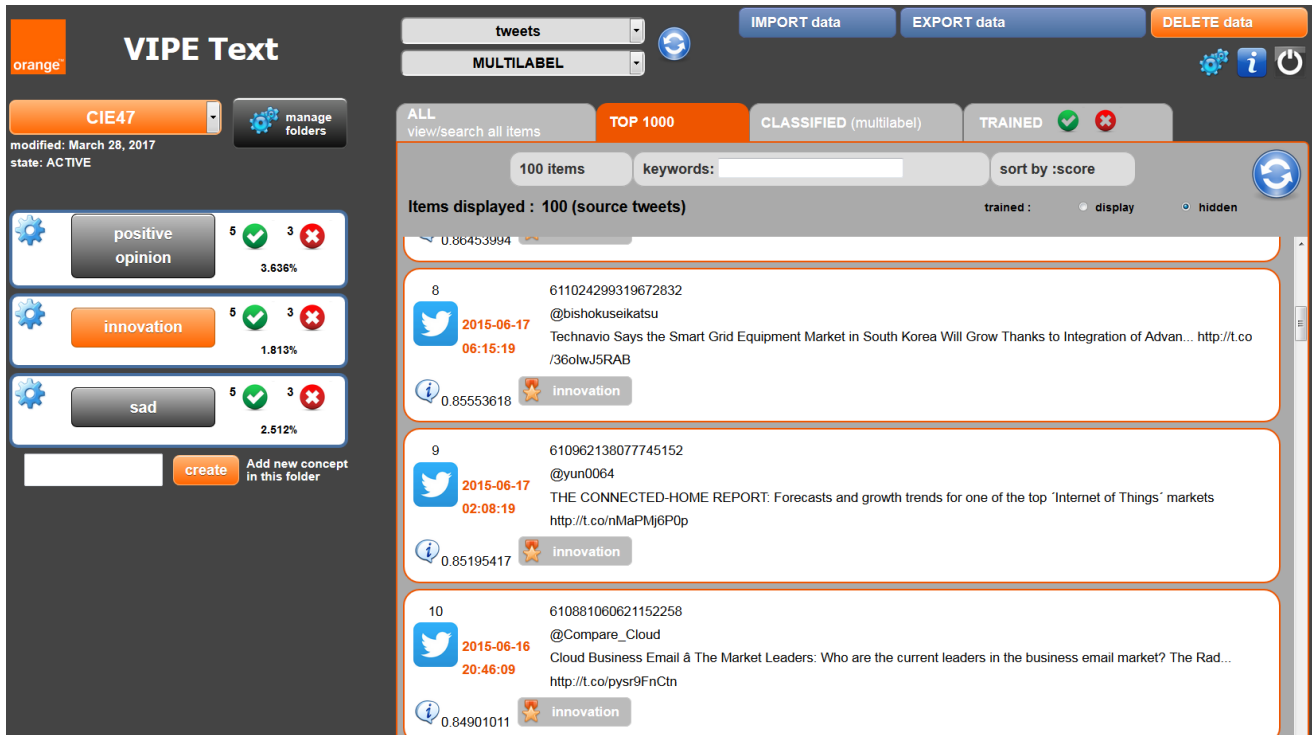 orange™
VIPE Text
tweets
MULTILABEL
IMPORT data
EXPORT data
DELETE data
CIE47
manage
folders
modified: March 28, 2017
state: ACTIVE
positive
opinion
5
3
3.636%
innovation
5
3
1.813%
sad
5
3
2.512%
create
Add new concept
in this folder
ALL
view/search all items
TOP 1000
CLASSIFIED (multilabel)
TRAINED
100 items
keywords:
sort by :score
Items displayed : 100 (source tweets)
trained :
display
hidden
0.86453994
8
611024299319672832
@bishokuseikatsu
2015-06-17
06:15:19
Technavio Says the Smart Grid Equipment Market in South Korea Will Grow Thanks to Integration of Advan... http://t.co
/36olwJ5RAB
0.85553618
innovation
9
610962138077745152
@yun0064
2015-06-17
02:08:19
THE CONNECTED-HOME REPORT: Forecasts and growth trends for one of the top ´Internet of Things´ markets
http://t.co/nMaPMj6P0p
0.85195417
innovation
10
610881060621152258
@Compare_Cloud
2015-06-16
20:46:09
Cloud Business Email â The Market Leaders: Who are the current leaders in the business email market? The Rad...
http://t.co/pysr9FnCtn
0.84901011
innovation